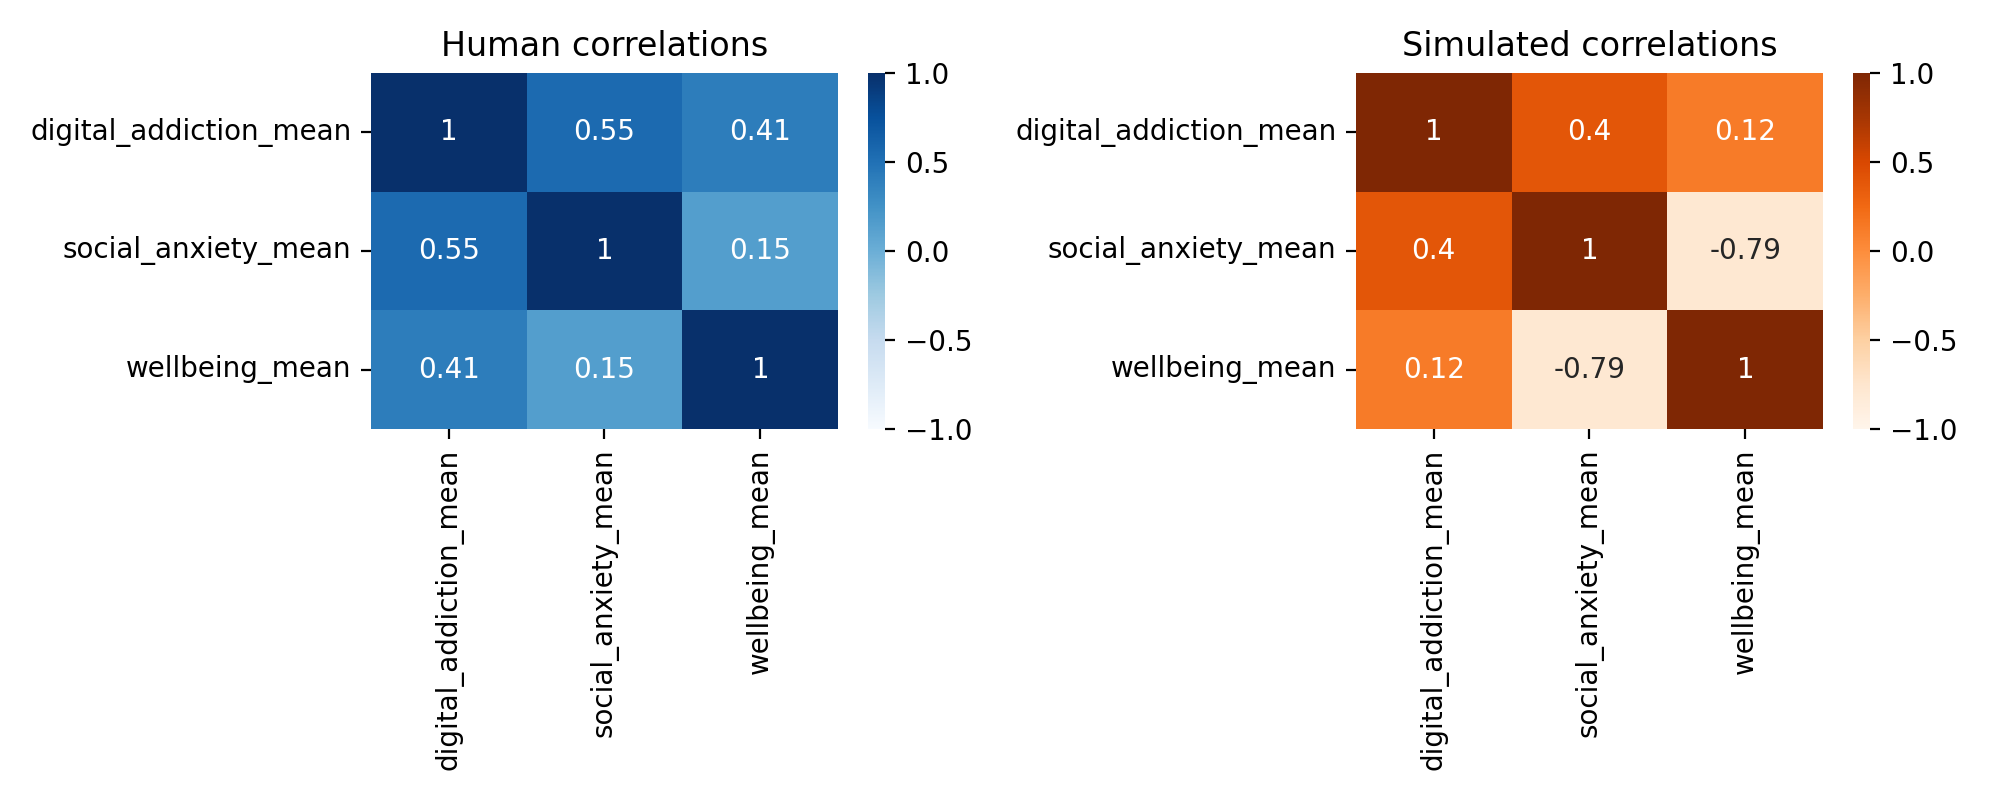 Human correlations
digital_addiction_mean
social_anxiety_mean
wellbeing_mean
1 0.55 0.41
0.55 1 0.15
0.41 0.15 1
1.0
0.5
0.0
−0.5
−1.0
digital_addiction_mean
social_anxiety_mean
wellbeing_mean
Simulated correlations
digital_addiction_mean
social_anxiety_mean
wellbeing_mean
1 0.4 0.12
0.4 1 -0.79
0.12 -0.79 1
1.0
0.5
0.0
−0.5
−1.0
digital_addiction_mean
social_anxiety_mean
wellbeing_mean